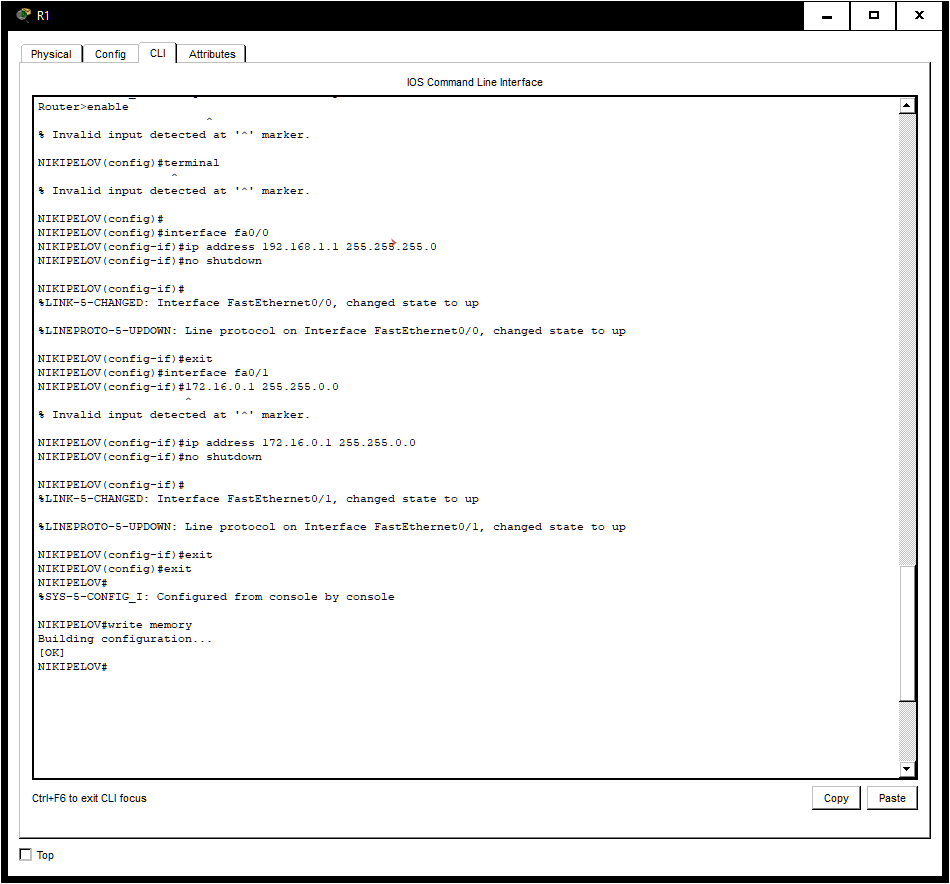 R1
Physical
Config
CLI
Attributes
IOS Command Line Interface
Router>enable
^
% Invalid input detected at '^' marker.
NIKIPELOV(config)#terminal
^
% Invalid input detected at '^' marker.
NIKIPELOV(config)#
NIKIPELOV(config)#interface fa0/0
NIKIPELOV(config-if)#ip address 192.168.1.1 255.255.255.0
NIKIPELOV(config-if)#no shutdown
NIKIPELOV(config-if)#
%LINK-5-CHANGED: Interface FastEthernet0/0, changed state to up
%LINEPROTO-5-UPDOWN: Line protocol on Interface FastEthernet0/0, changed state to up
NIKIPELOV(config-if)#exit
NIKIPELOV(config)#interface fa0/1
NIKIPELOV(config-if)#172.16.0.1 255.255.0.0
^
% Invalid input detected at '^' marker.
NIKIPELOV(config-if)#ip address 172.16.0.1 255.255.0.0
NIKIPELOV(config-if)#no shutdown
NIKIPELOV(config-if)#
%LINK-5-CHANGED: Interface FastEthernet0/1, changed state to up
%LINEPROTO-5-UPDOWN: Line protocol on Interface FastEthernet0/1, changed state to up
NIKIPELOV(config-if)#exit
NIKIPELOV(config)#exit
NIKIPELOV#
%SYS-5-CONFIG_I: Configured from console by console
NIKIPELOV#write memory
Building configuration...
[OK]
NIKIPELOV#
Ctrl+F6 to exit CLI focus
Copy
Paste
Top